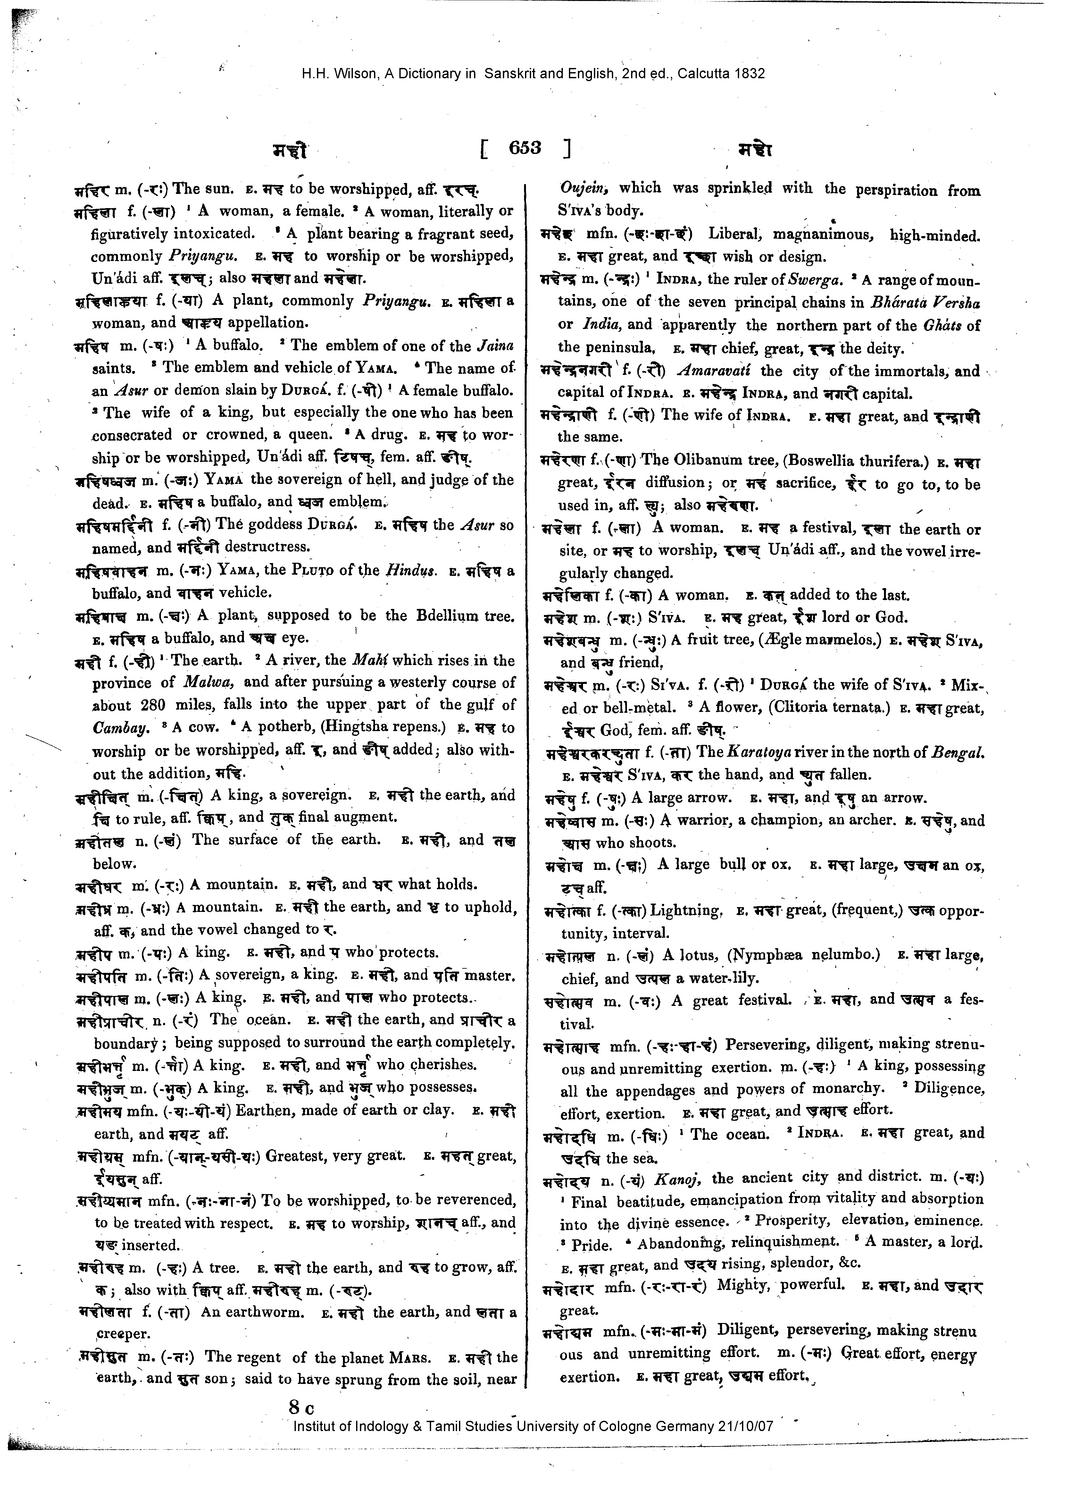 H.H. Wilson, A Dictionary in Sanskrit and English, 2nd ed., Calcutta 1832
मही [ 653 ] महो
महिर m. (-रः) The sun. E. मह to be worshipped, aff. इरच्.
महिला f. (-ला) ¹ A woman, a female. ² A woman, literally or
figuratively intoxicated. ³ A plant bearing a fragrant seed,
commonly Priyangu. E. मह to worship or be worshipped,
Un'ádi aff. इलच्; also महला and महेला.
महिलाह्वया f. (-या) A plant, commonly Priyangu. E. महिला a
woman, and आह्वय appellation.
महिष m. (-षः) ¹ A buffalo. ² The emblem of one of the Jaina
saints. ³ The emblem and vehicle of YAMA. ⁴ The name of
an Asur or demon slain by DURGÁ. f. (-षी) ¹ A female buffalo.
² The wife of a king, but especially the one who has been
consecrated or crowned, a queen. ³ A drug. E. मह to wor-
ship or be worshipped, Un'ádi aff. टिषच्, fem. aff. ङीष्.
महिषध्वज m. (-जः) YAMA the sovereign of hell, and judge of the
dead. E. महिष a buffalo, and ध्वज emblem.
महिषमर्द्दिनी f. (-नी) The goddess DURGÁ. E. महिष the Asur so
named, and मर्द्दिनी destructress.
महिषवाहन m. (-नः) YAMA, the PLUTO of the Hindus. E. महिष a
buffalo, and वाहन vehicle.
महिषाच m. (-चः) A plant, supposed to be the Bdellium tree.
E. महिष a buffalo, and अच eye.
मही f. (-ही) ¹ The earth. ² A river, the Mahí which rises in the
province of Malwa, and after pursuing a westerly course of
about 280 miles, falls into the upper part of the gulf of
Cambay. ³ A cow. ⁴ A potherb, (Hingtsha repens.) E. मह to
worship or be worshipped, aff. इ, and ङीष् added; also with-
out the addition, महि.
महीचित् m. (-चित्) A king, a sovereign. E. मही the earth, and
चि to rule, aff. क्विप्, and तुक् final augment.
महीतल n. (-लं) The surface of the earth. E. मही, and तल
below.
महीधर m. (-रः) A mountain. E. मही, and धर what holds.
महीध्र m. (-ध्रः) A mountain. E. मही the earth, and धृ to uphold,
aff. क, and the vowel changed to र.
महीप m. (-पः) A king. E. मही, and प who protects.
महीपति m. (-तिः) A sovereign, a king. E. मही, and पति master.
महीपाल m. (-लः) A king. E. मही, and पाल who protects.
महीप्राचीर n. (-रं) The ocean. E. मही the earth, and प्राचीर a
boundary; being supposed to surround the earth completely.
महीभर्त्तृ m. (-र्त्ता) A king. E. मही, and भर्त्तृ who cherishes.
महीभुज् m. (-भुक्) A king. E. मही, and भुज् who possesses.
महीमय mfn. (-यः-यी-यं) Earthen, made of earth or clay. E. मही
earth, and मयट् aff.
महीयस् mfn. (-यान्-यसी-यः) Greatest, very great. E. महत् great,
ईयसुन् aff.
महीय्यमान mfn. (-नः-ना-नं) To be worshipped, to be reverenced,
to be treated with respect. E. मह to worship, शानच् aff., and
यङ inserted.
महीरुह m. (-हः) A tree. E. मही the earth, and रुह to grow, aff.
क; also with क्विप् aff. महीरुह m. (-रुट्).
महीलता f. (-ता) An earthworm. E. मही the earth, and लता a
creeper.
महीसुत m. (-तः) The regent of the planet MARS. E. मही the
earth, and सुत son; said to have sprung from the soil, near
Oujein, which was sprinkled with the perspiration from
S'IVA's body.
महेच्छ mfn. (-च्छः-च्छा-च्छं) Liberal, magnanimous, high-minded.
E. महा great, and इच्छा wish or design.
महेन्द्र m. (-न्द्रः) ¹ INDRA, the ruler of Swerga. ² A range of moun-
tains, one of the seven principal chains in Bhárata Versha
or India, and apparently the northern part of the Gháts of
the peninsula. E. महा chief, great, इन्द्र the deity.
महेन्द्रनगरी f. (-री) Amaravatí the city of the immortals, and
capital of INDRA. E. महेन्द्र INDRA, and नगरी capital.
महेन्द्राणी f. (-णी) The wife of INDRA. E. महा great, and इन्द्राणी
the same.
महेरणा f. (-णा) The Olibanum tree, (Boswellia thurifera.) E. महा
great, ईरण diffusion; or मह sacrifice, ईर to go to, to be
used in, aff. ल्यु; also महेरुणा.
महेला f. (-ला) A woman. E. मह a festival, इला the earth or
site, or मह to worship, इलच् Un'ádi aff., and the vowel irre-
gularly changed.
महेलिका f. (-का) A woman. E. कन् added to the last.
महेश m. (-शः) S'IVA. E. मह great, ईश lord or God.
महेशबन्धु m. (-न्धुः) A fruit tree, (Ægle marmelos.) E. महेश S'IVA,
and बन्धु friend.
महेश्वर m. (-रः) SI'VA. f. (-री) ¹ DURGÁ the wife of S'IVA. ² Mix-
ed or bell-metal. ³ A flower, (Clitoria ternata.) E. महा great,
ईश्वर God, fem. aff. ङीष्.
महेश्वरकरच्युता f. (-ता) The Karatoya river in the north of Bengal.
E. महेश्वर S'IVA, कर the hand, and च्युत fallen.
महेषु f. (-षुः) A large arrow. E. महा, and इषु an arrow.
महेष्वास m. (-सः) A warrior, a champion, an archer. E. महेषु, and
आस who shoots.
महोच m. (-चः) A large bull or ox. E. महा large, उचन् an ox,
टच् aff.
महोत्का f. (-त्का) Lightning. E. महा great, (frequent,) उत्क oppor-
tunity, interval.
महोत्पल n. (-लं) A lotus, (Nymphæa nelumbo.) E. महा large,
chief, and उत्पल a water-lily.
महोत्सव m. (-वः) A great festival. E. महा, and उत्सव a fes-
tival.
महोत्साह mfn. (-हः-हा-हं) Persevering, diligent, making strenu-
ous and unremitting exertion. m. (-हः) ¹ A king, possessing
all the appendages and powers of monarchy. ² Diligence,
effort, exertion. E. महा great, and उत्साह effort.
महोदधि m. (-धिः) ¹ The ocean. ² INDRA. E. महा great, and
उदधि the sea.
महोदय n. (-यं) Kanoj, the ancient city and district. m. (-यः)
¹ Final beatitude, emancipation from vitality and absorption
into the divine essence. ² Prosperity, elevation, eminence.
³ Pride. ⁴ Abandoning, relinquishment. ⁵ A master, a lord.
E. महा great, and उदय rising, splendor, &c.
महोदार mfn. (-रः-रा-रं) Mighty, powerful. E. महा, and उदार
great.
महोद्यम mfn. (-मः-मा-मं) Diligent, persevering, making strenu
ous and unremitting effort. m. (-मः) Great effort, energy
exertion. E. महा great, उद्यम effort.
8 c
Institut of Indology & Tamil Studies University of Cologne Germany 21/10/07